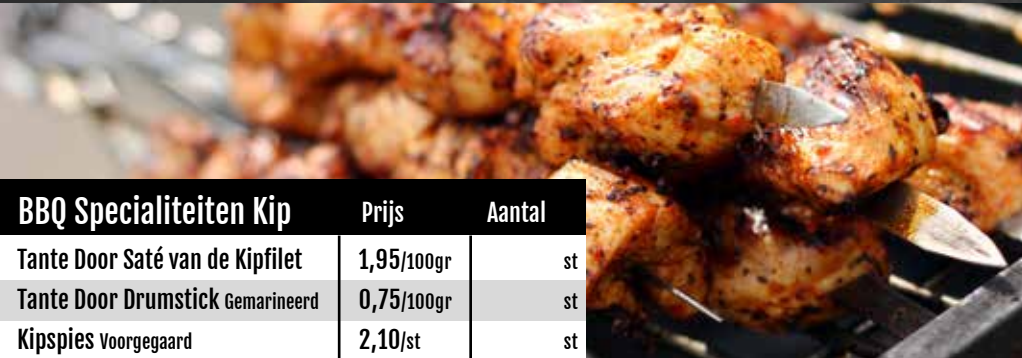 BBQ Specialiteiten Kip Prijs Aantal
Tante Door Saté van de Kipfilet 1,95/100gr st
Tante Door Drumstick Gemarineerd 0,75/100gr st
Kipspies Voorgegaard 2,10/st st